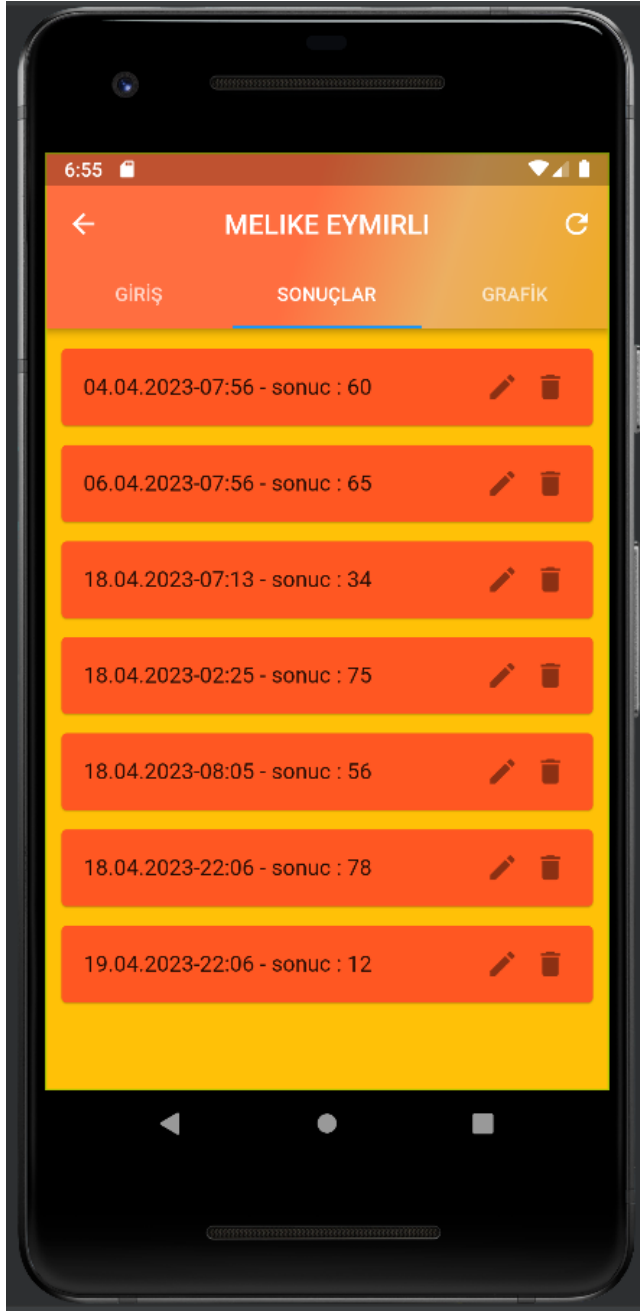 6:55
MELIKE EYMIRLI
GİRİŞ SONUÇLAR GRAFİK
04.04.2023-07:56 - sonuc : 60
06.04.2023-07:56 - sonuc : 65
18.04.2023-07:13 - sonuc : 34
18.04.2023-02:25 - sonuc : 75
18.04.2023-08:05 - sonuc : 56
18.04.2023-22:06 - sonuc : 78
19.04.2023-22:06 - sonuc : 12